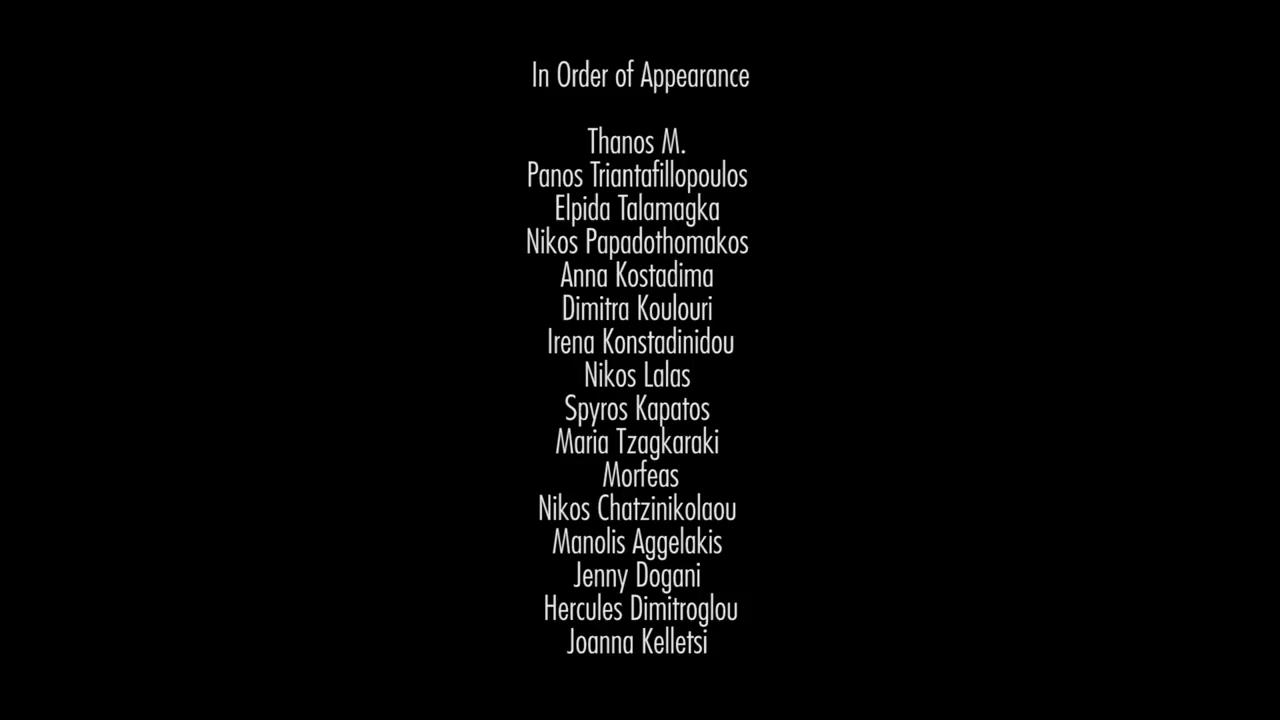 In Order of Appearance
Thanos M.
Panos Triantafillopoulos
Elpida Talamagka
Nikos Papadothomakos
Anna Kostadima
Dimitra Koulouri
Irena Konstadinidou
Nikos Lalas
Spyros Kapatos
Maria Tzagkaraki
Morfeas
Nikos Chatzinikolaou
Manolis Aggelakis
Jenny Dogani
Hercules Dimitroglou
Joanna Kelletsi